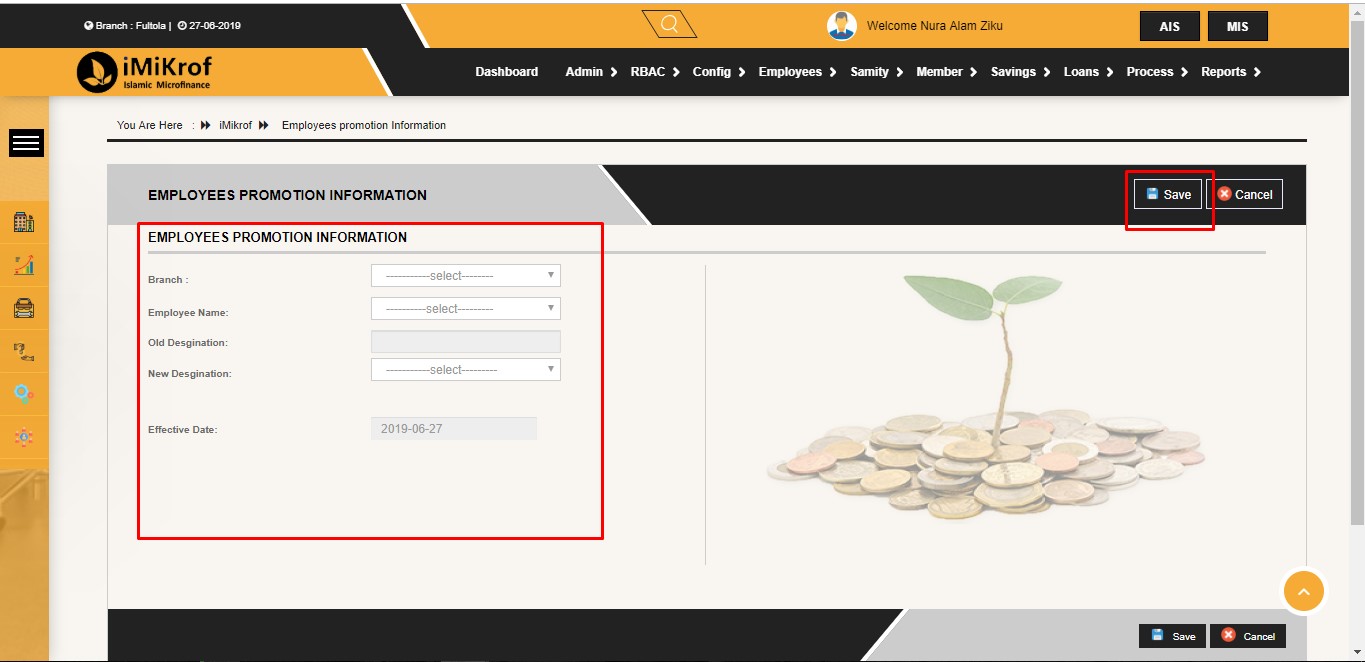 Branch : Fultola | 27-06-2019
Welcome Nura Alam Ziku
AIS MIS
iMiKrof
Islamic Microfinance
Dashboard Admin RBAC Config Employees Samity Member Savings Loans Process Reports
You Are Here : iMikrof Employees promotion Information
EMPLOYEES PROMOTION INFORMATION
Save Cancel
EMPLOYEES PROMOTION INFORMATION
Branch : -----------select--------
Employee Name: ----------select---------
Old Desgination:
New Desgination: -----------select---------
Effective Date: 2019-06-27
Save Cancel